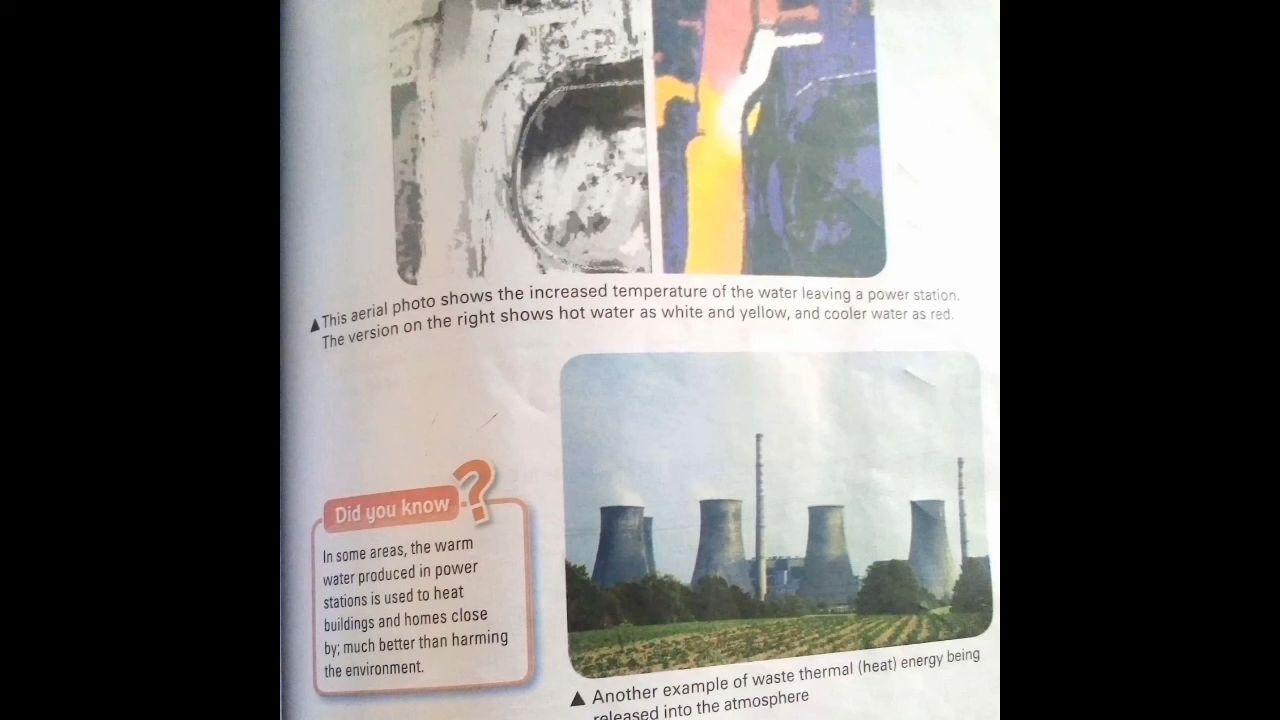 ▲This aerial photo shows the increased temperature of the water leaving a power station.
The version on the right shows hot water as white and yellow, and cooler water as red.
Did you know ?
In some areas, the warm
water produced in power
stations is used to heat
buildings and homes close
by; much better than harming
the environment.
▲ Another example of waste thermal (heat) energy being
released into the atmosphere